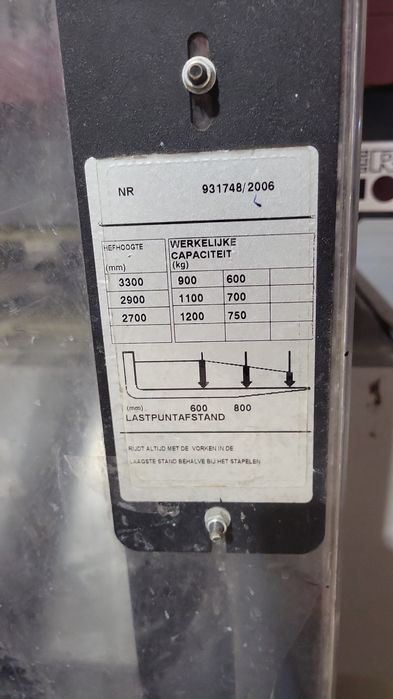 NR 931748/2006
HEFHOOGTE WERKELIJKE
CAPACITEIT
(mm) (kg)
3300 900 600
2900 1100 700
2700 1200 750
(mm) 600 800
LASTPUNTAFSTAND
RIJDT ALTIJD MET DE VORKEN IN DE
LAAGSTE STAND BEHALVE BIJ HET STAPELEN